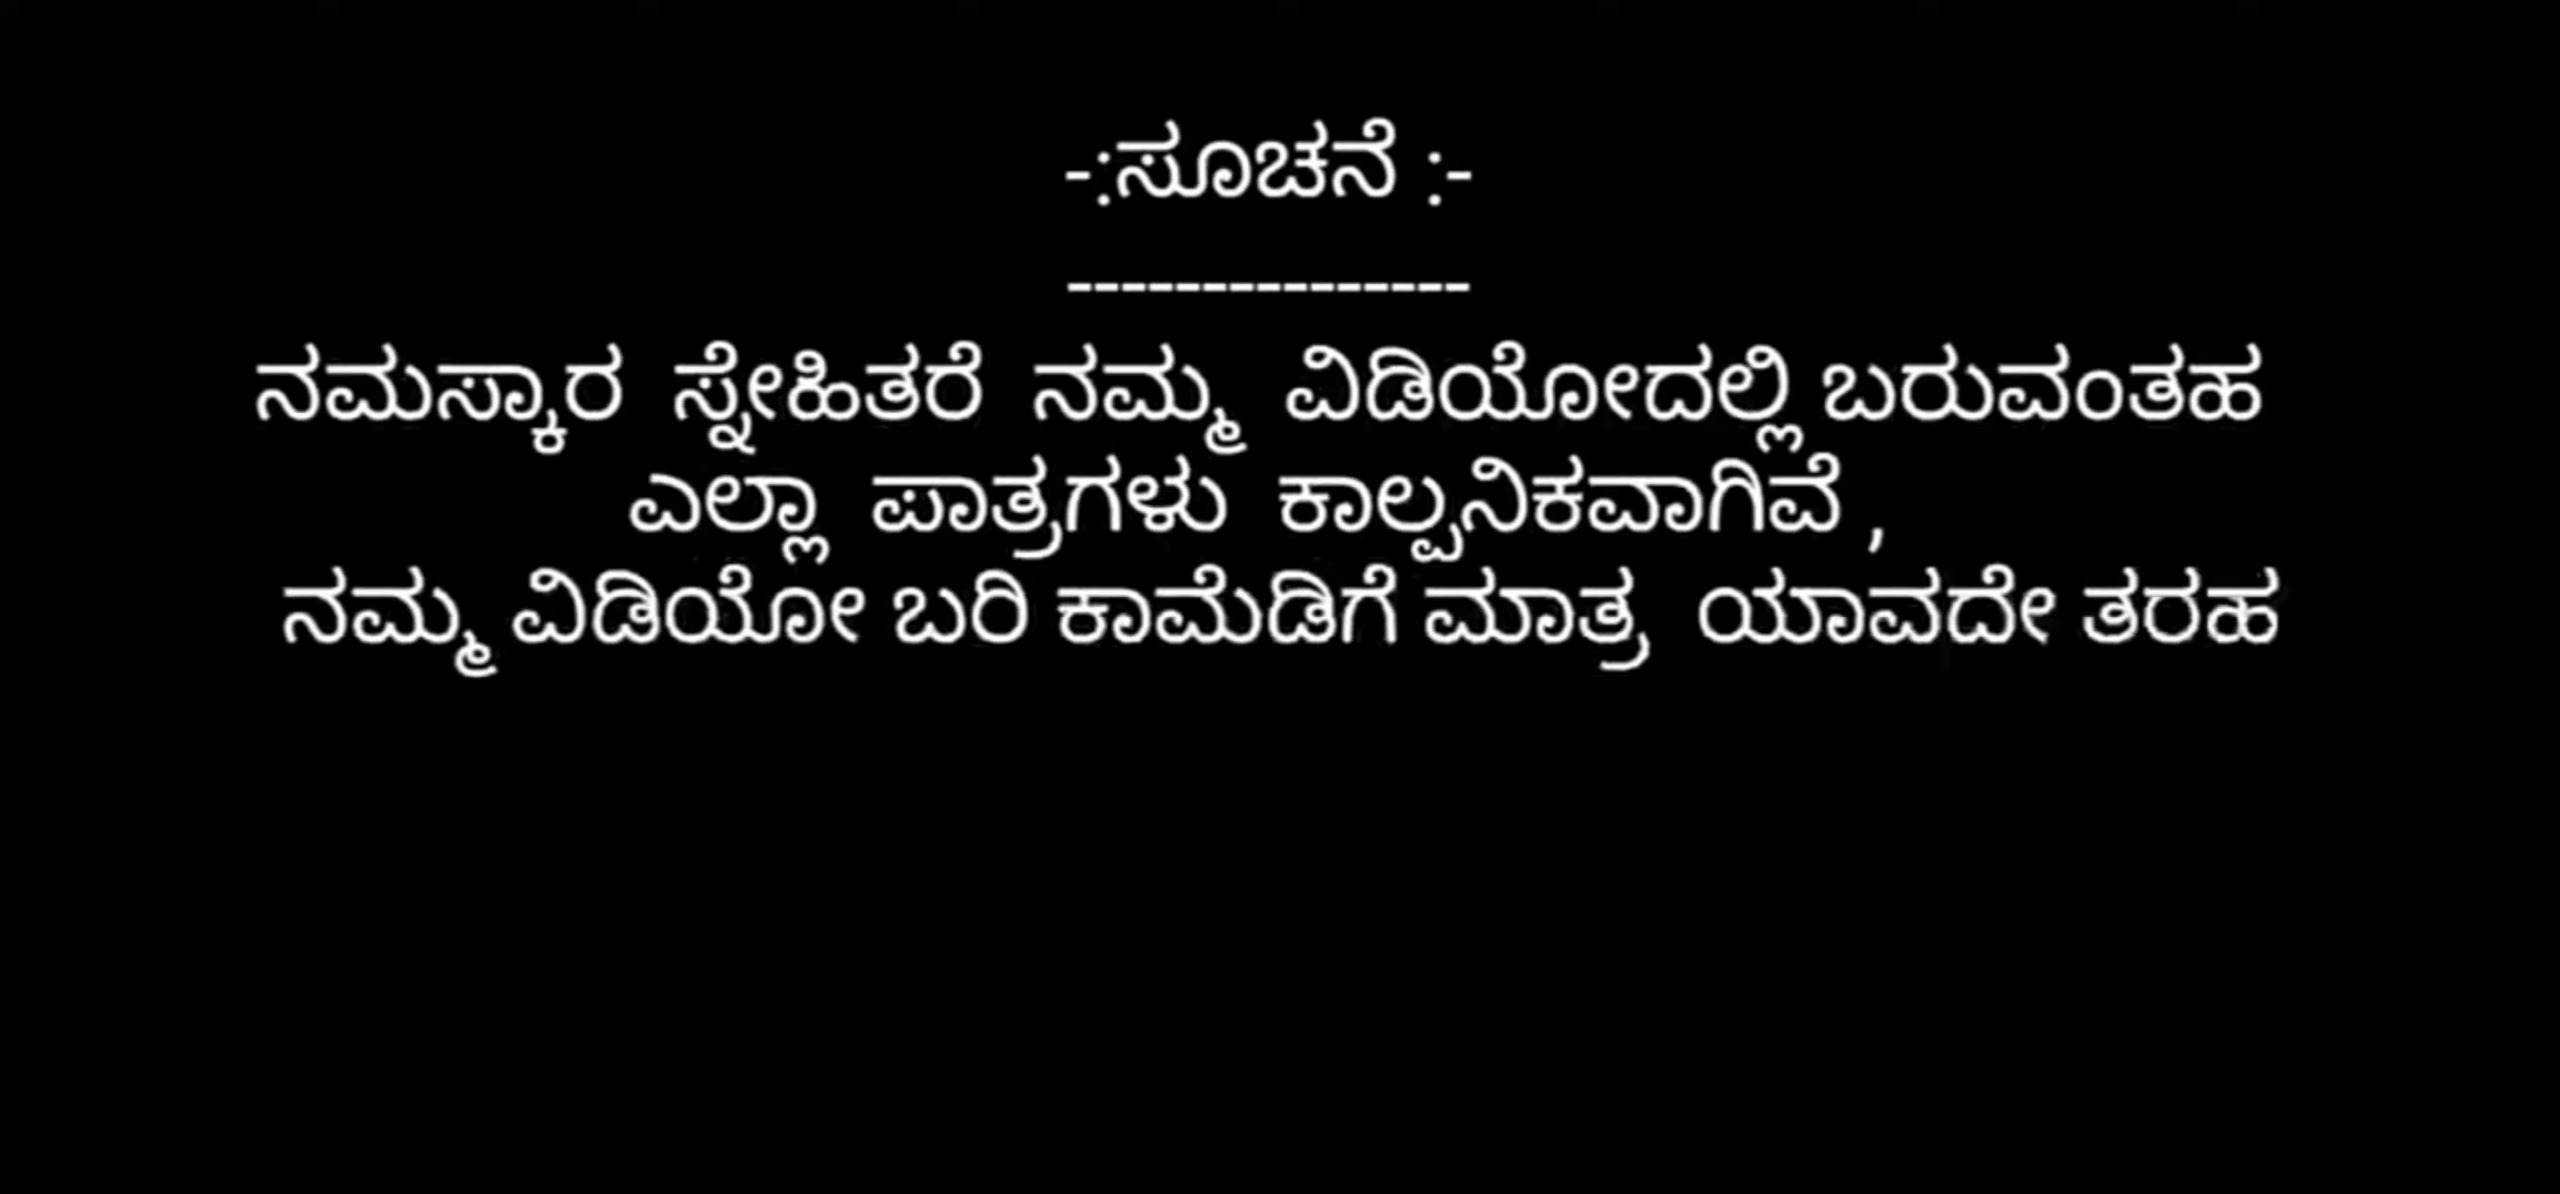 -:ಸೂಚನೆ :-
---------------
ನಮಸ್ಕಾರ ಸ್ನೇಹಿತರೆ ನಮ್ಮ ವಿಡಿಯೋದಲ್ಲಿ ಬರುವಂತಹ
ಎಲ್ಲಾ ಪಾತ್ರಗಳು ಕಾಲ್ಪನಿಕವಾಗಿವೆ ,
ನಮ್ಮ ವಿಡಿಯೋ ಬರಿ ಕಾಮೆಡಿಗೆ ಮಾತ್ರ ಯಾವದೇ ತರಹ